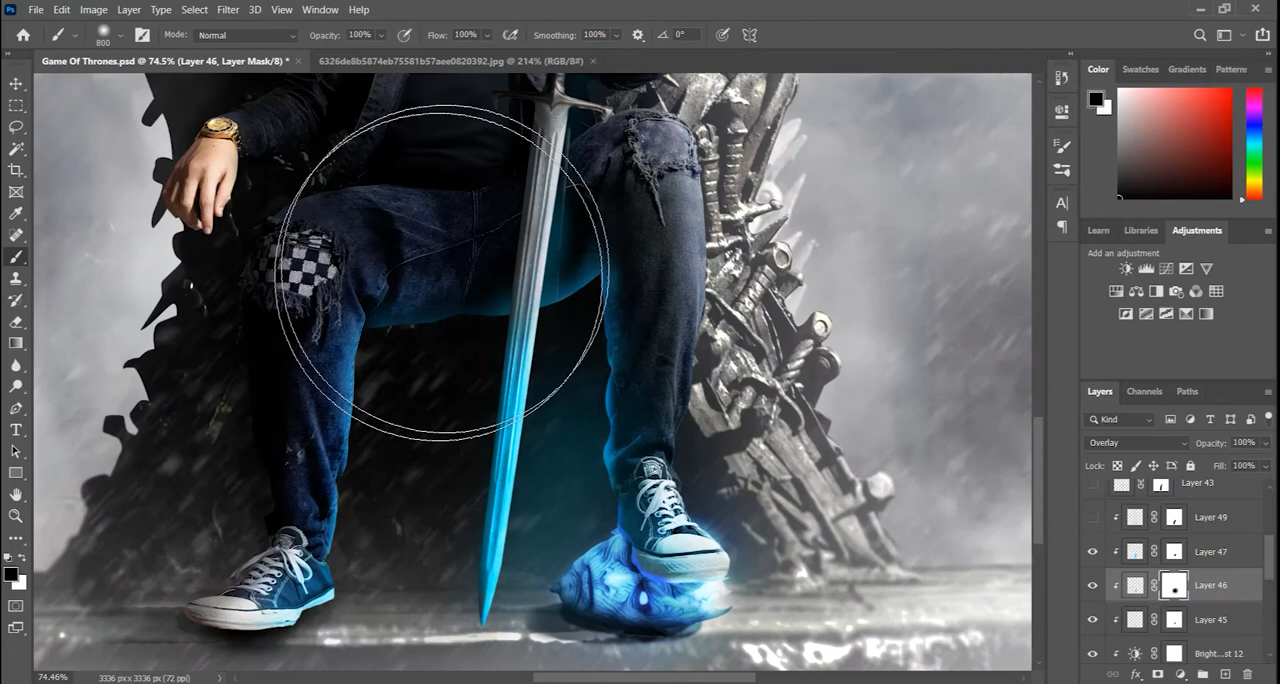 Ps File Edit Image Layer Type Select Filter 3D View Window Help
800 Mode: Normal Opacity: 100% Flow: 100% Smoothing: 100% 0°
Game Of Thrones.psd @ 74.5% (Layer 46, Layer Mask/8) * × 6326de8b5874eb75581b57aee0820392.jpg @ 214% (RGB/8#) ×
Color Swatches Gradients Patterns
Learn Libraries Adjustments
Add an adjustment
Layers Channels Paths
Kind
Overlay Opacity: 100%
Lock: Fill: 100%
Layer 43
Layer 49
Layer 47
Layer 46
Layer 45
Bright...st 12
74.46% 3336 px x 3336 px (72 ppi)